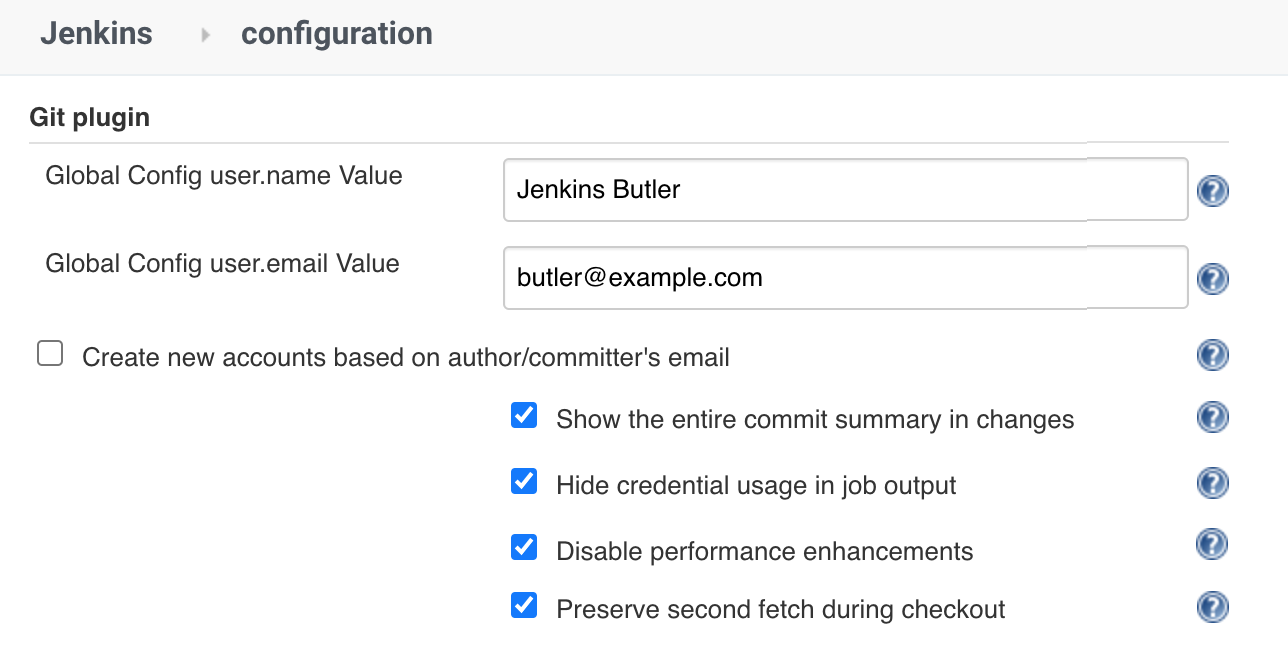 Jenkins configuration
Git plugin
Global Config user.name Value
Jenkins Butler
Global Config user.email Value
butler@example.com
Create new accounts based on author/committer's email
Show the entire commit summary in changes
Hide credential usage in job output
Disable performance enhancements
Preserve second fetch during checkout